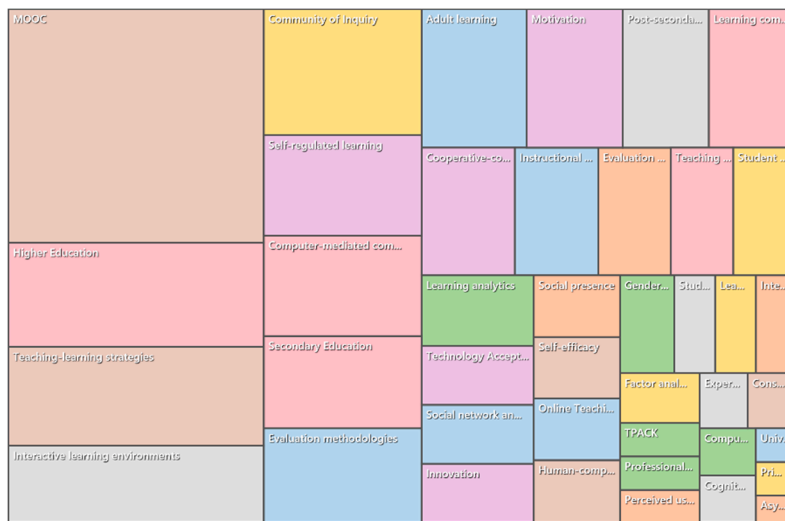 MOOC
Higher Education
Teaching-learning strategies
Interactive learning environments
Community of Inquiry
Self-regulated learning
Computer-mediated com...
Secondary Education
Evaluation methodologies
Adult learning
Motivation
Post-seconda...
Learning com...
Cooperative-co...
Instructional ...
Evaluation ...
Teaching ...
Student ...
Learning analytics
Technology Accept...
Social network an...
Innovation
Social presence
Self-efficacy
Online Teachi...
Human-comp...
Gender...
Stud...
Lea...
Inte...
Factor anal...
Exper...
Cons...
TPACK
Professional...
Perceived us...
Compu...
Cognit...
Univ...
Pri...
Asy...